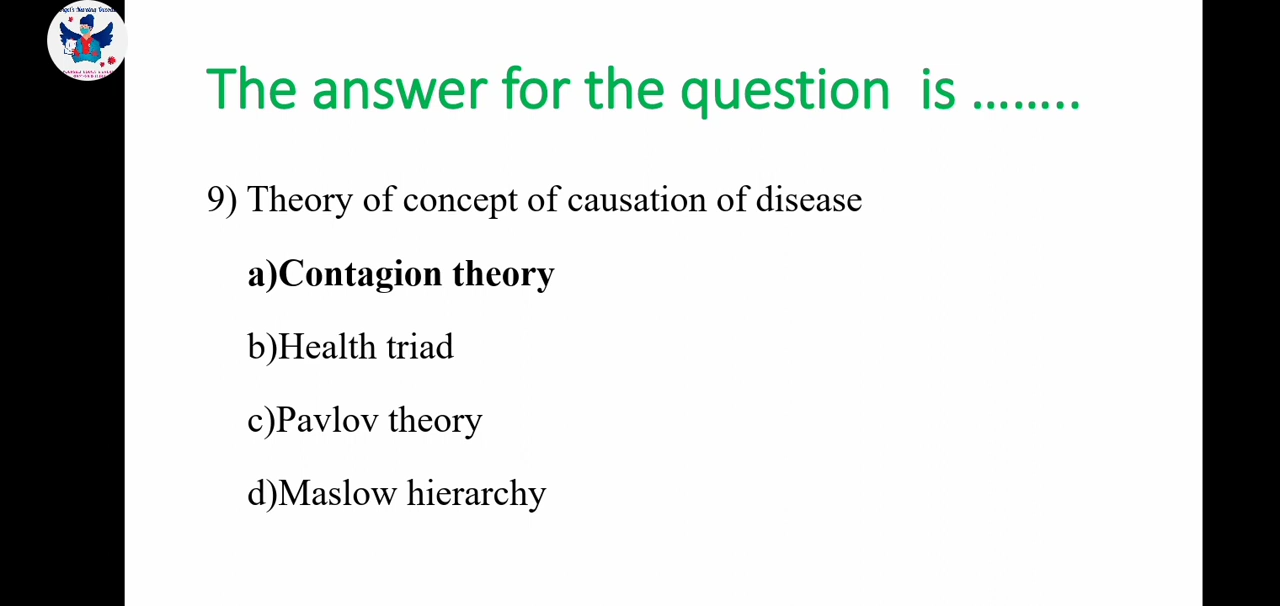 The answer for the question is ........
9) Theory of concept of causation of disease
a)Contagion theory
b)Health triad
c)Pavlov theory
d)Maslow hierarchy